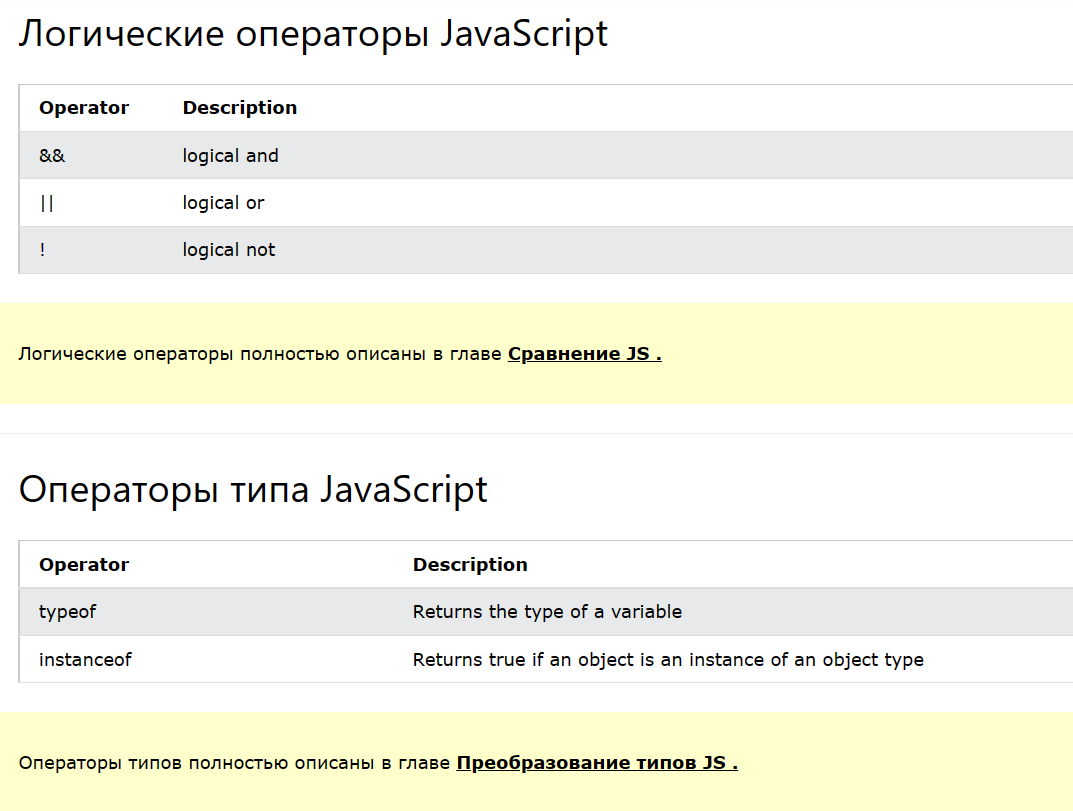 Логические операторы JavaScript
Operator Description
&& logical and
|| logical or
! logical not
Логические операторы полностью описаны в главе Сравнение JS .
Операторы типа JavaScript
Operator Description
typeof Returns the type of a variable
instanceof Returns true if an object is an instance of an object type
Операторы типов полностью описаны в главе Преобразование типов JS .